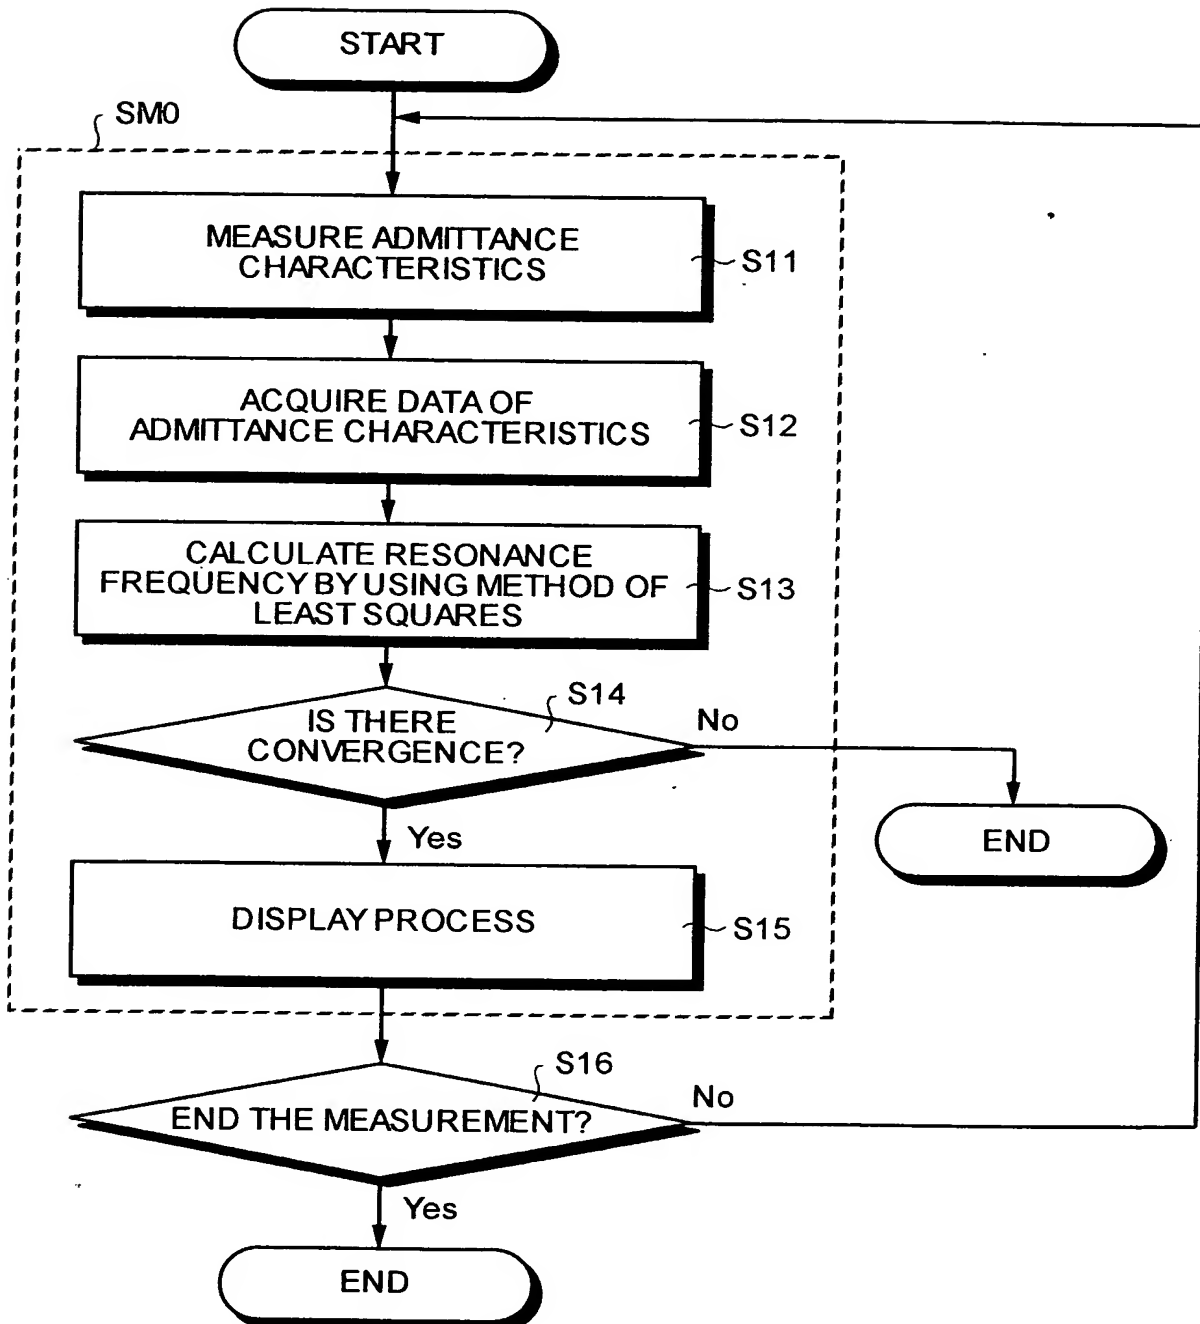 START
SM0
MEASURE ADMITTANCE
CHARACTERISTICS
S11
ACQUIRE DATA OF
ADMITTANCE CHARACTERISTICS
S12
CALCULATE RESONANCE
FREQUENCY BY USING METHOD OF
LEAST SQUARES
S13
S14
IS THERE
CONVERGENCE?
No
Yes
END
DISPLAY PROCESS
S15
S16
END THE MEASUREMENT?
No
Yes
END